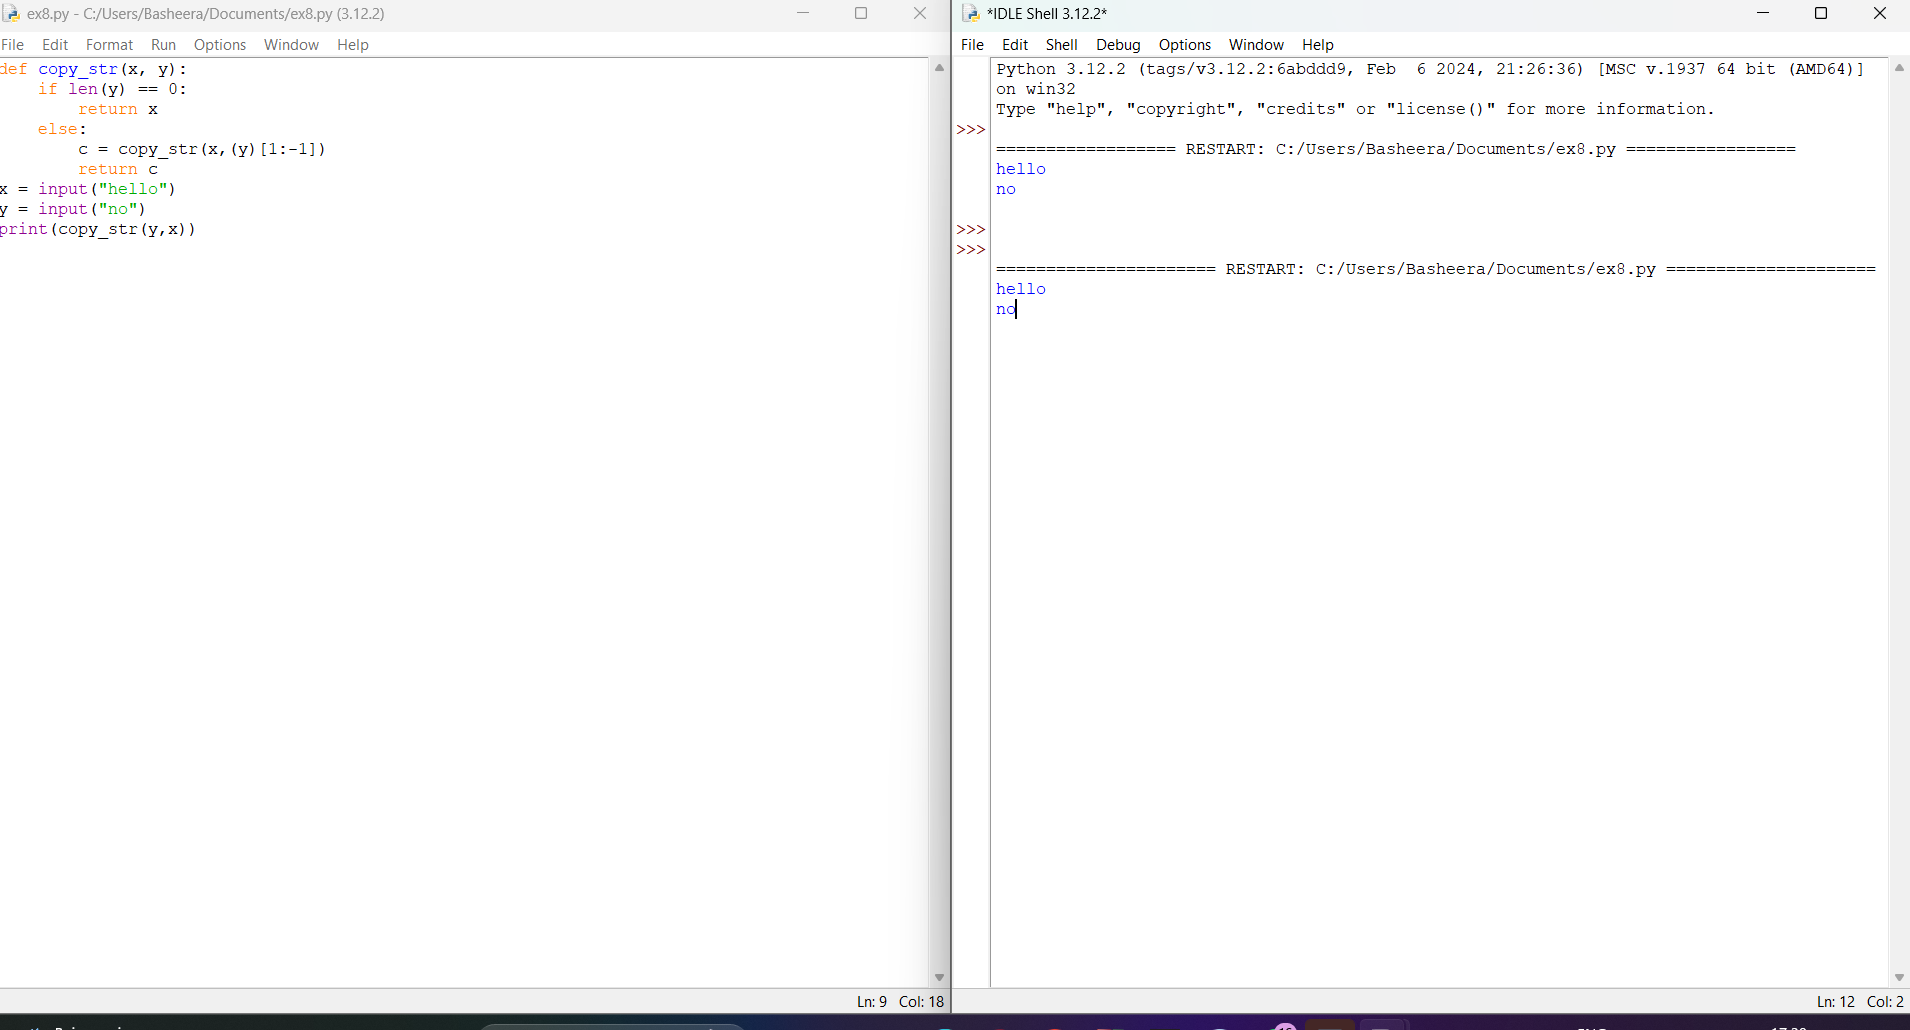 ex8.py - C:/Users/Basheera/Documents/ex8.py (3.12.2)
File Edit Format Run Options Window Help
def copy_str(x, y):
    if len(y) == 0:
        return x
    else:
        c = copy_str(x,(y)[1:-1])
        return c
x = input("hello")
y = input("no")
print(copy_str(y,x))
Ln: 9 Col: 18
*IDLE Shell 3.12.2*
File Edit Shell Debug Options Window Help
Python 3.12.2 (tags/v3.12.2:6abddd9, Feb  6 2024, 21:26:36) [MSC v.1937 64 bit (AMD64)]
on win32
Type "help", "copyright", "credits" or "license()" for more information.
>>>
================== RESTART: C:/Users/Basheera/Documents/ex8.py =================
hello
no
>>>
>>>
====================== RESTART: C:/Users/Basheera/Documents/ex8.py =====================
hello
no
Ln: 12 Col: 2